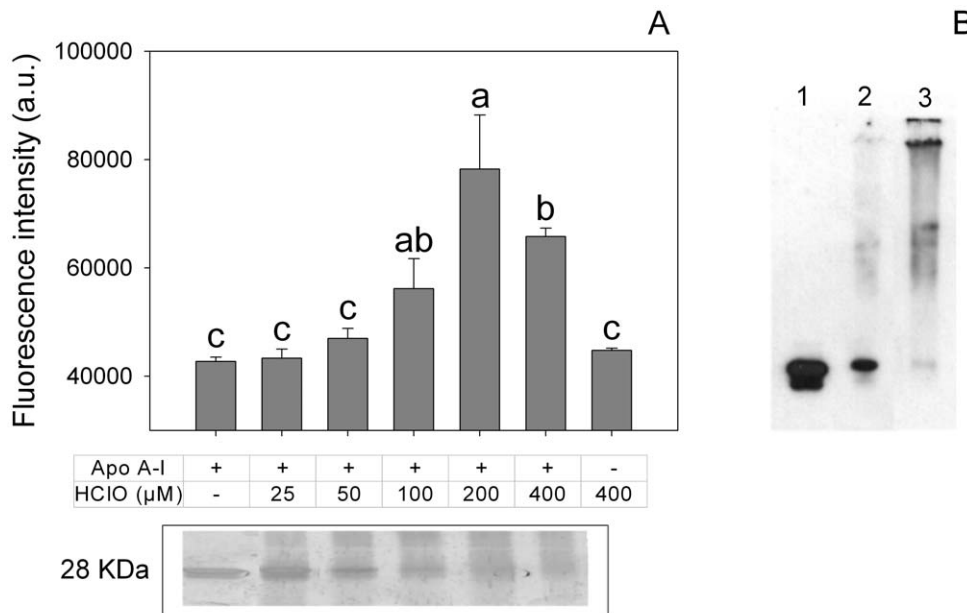 A
B
Fluorescence intensity (a.u.)
100000
80000
60000
40000
c
c
c
ab
a
b
c
Apo A-I + + + + + + -
HClO (µM) - 25 50 100 200 400 400
28 KDa
1 2 3